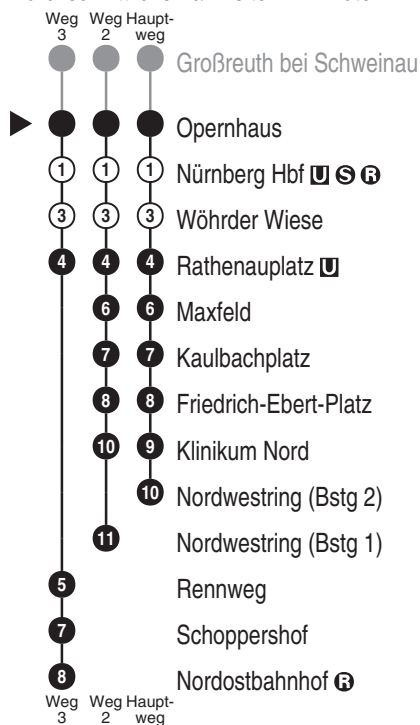 Weg Weg Haupt-
3 2 weg
Großreuth bei Schweinau
Opernhaus
1 1 1 Nürnberg Hbf U S R
3 3 3 Wöhrder Wiese
4 4 4 Rathenauplatz U
6 6 Maxfeld
7 7 Kaulbachplatz
8 8 Friedrich-Ebert-Platz
10 9 Klinikum Nord
10 Nordwestring (Bstg 2)
11 Nordwestring (Bstg 1)
5 Rennweg
7 Schoppershof
8 Nordostbahnhof R
Weg Weg Haupt-
3 2 weg